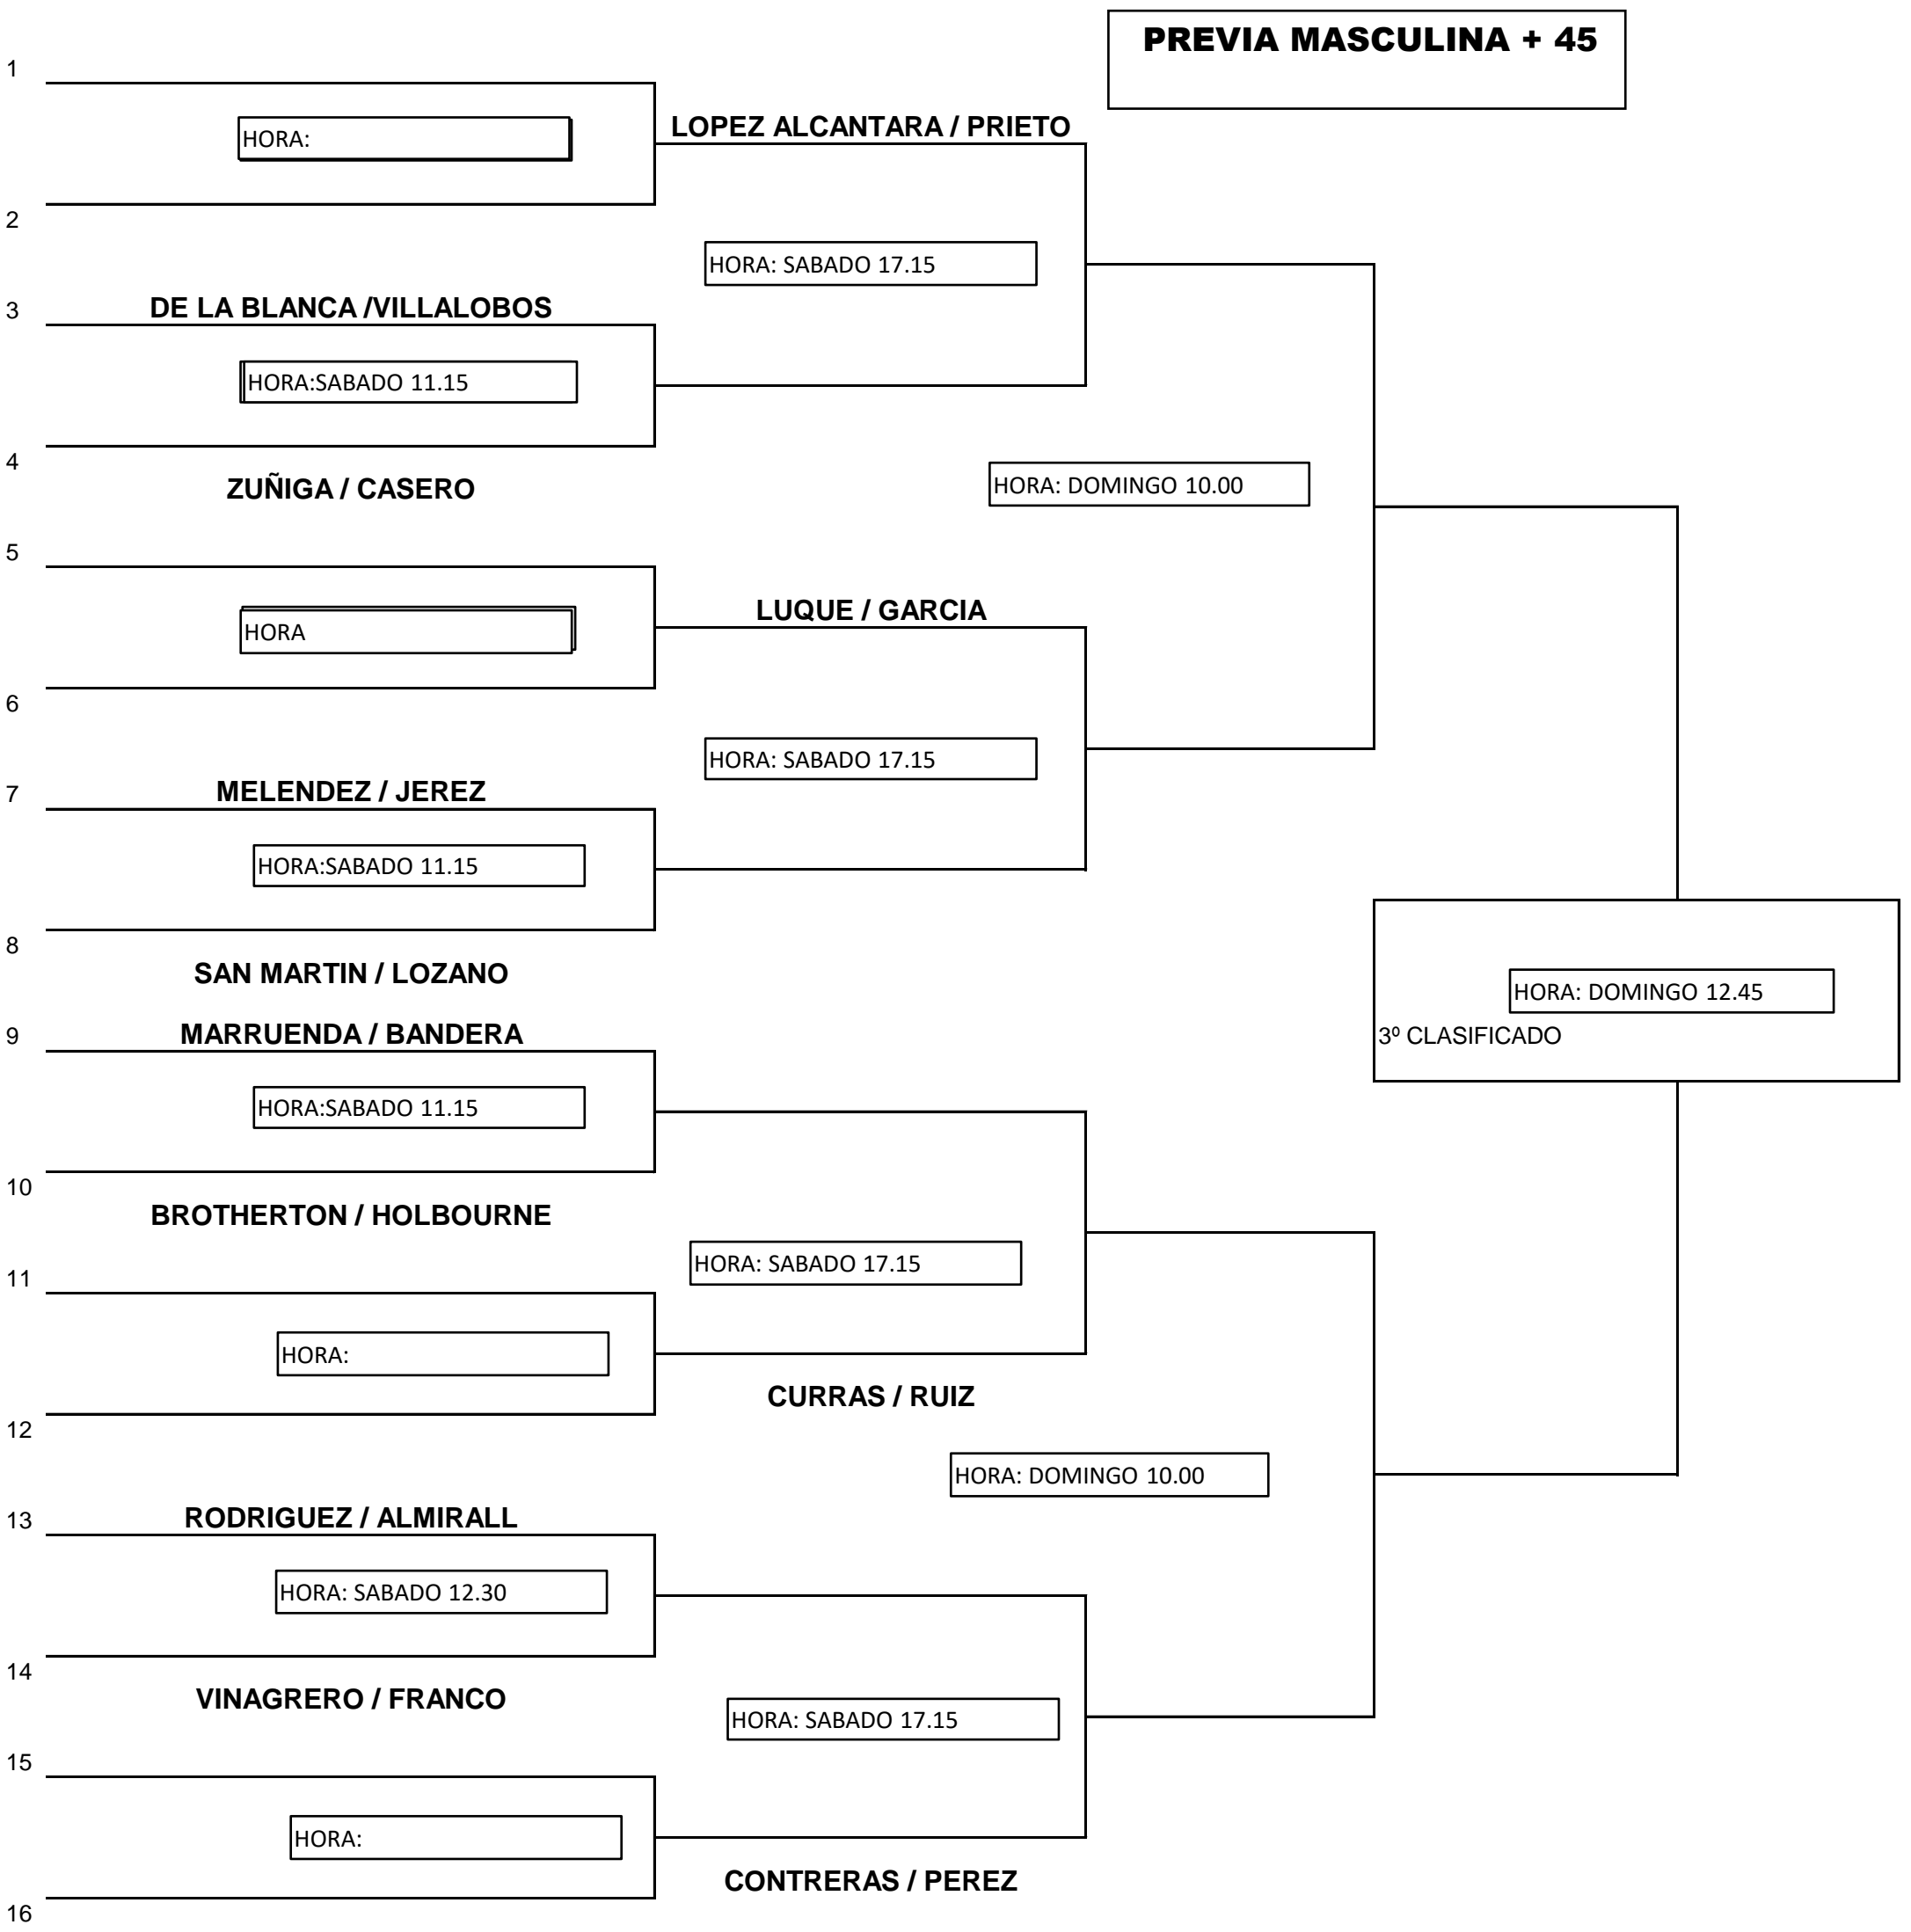 PREVIA MASCULINA + 45
1
HORA:
LOPEZ ALCANTARA / PRIETO
2
HORA: SABADO 17.15
3
DE LA BLANCA /VILLALOBOS
HORA:SABADO 11.15
4
ZUÑIGA / CASERO
HORA: DOMINGO 10.00
5
HORA
LUQUE / GARCIA
6
HORA: SABADO 17.15
7
MELENDEZ / JEREZ
HORA:SABADO 11.15
8
SAN MARTIN / LOZANO
HORA: DOMINGO 12.45
3º CLASIFICADO
9
MARRUENDA / BANDERA
HORA:SABADO 11.15
10
BROTHERTON / HOLBOURNE
HORA: SABADO 17.15
11
HORA:
CURRAS / RUIZ
12
HORA: DOMINGO 10.00
13
RODRIGUEZ / ALMIRALL
HORA: SABADO 12.30
14
VINAGRERO / FRANCO
HORA: SABADO 17.15
15
HORA:
CONTRERAS / PEREZ
16